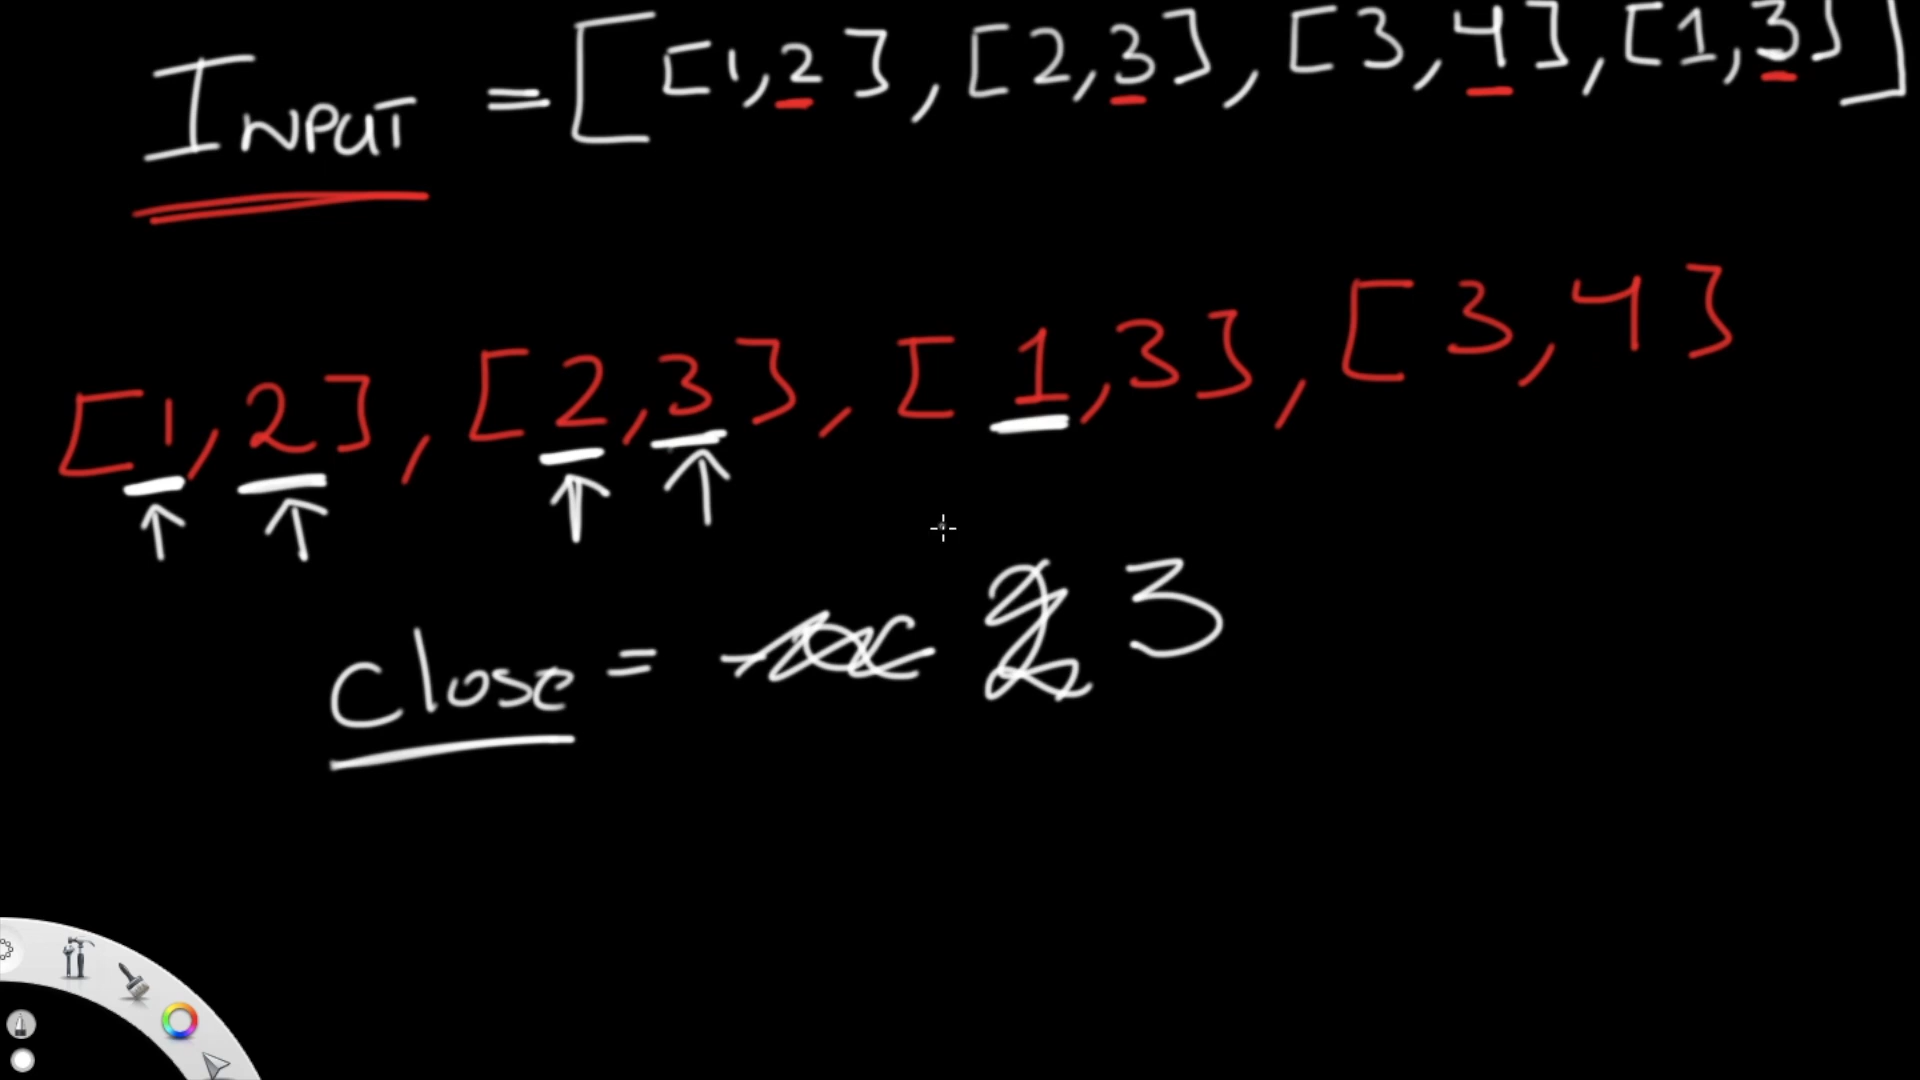 INPUT = [[1,2], [2,3], [3,4], [1,3]]
[1,2], [2,3], [1,3], [3,4]
close = 3